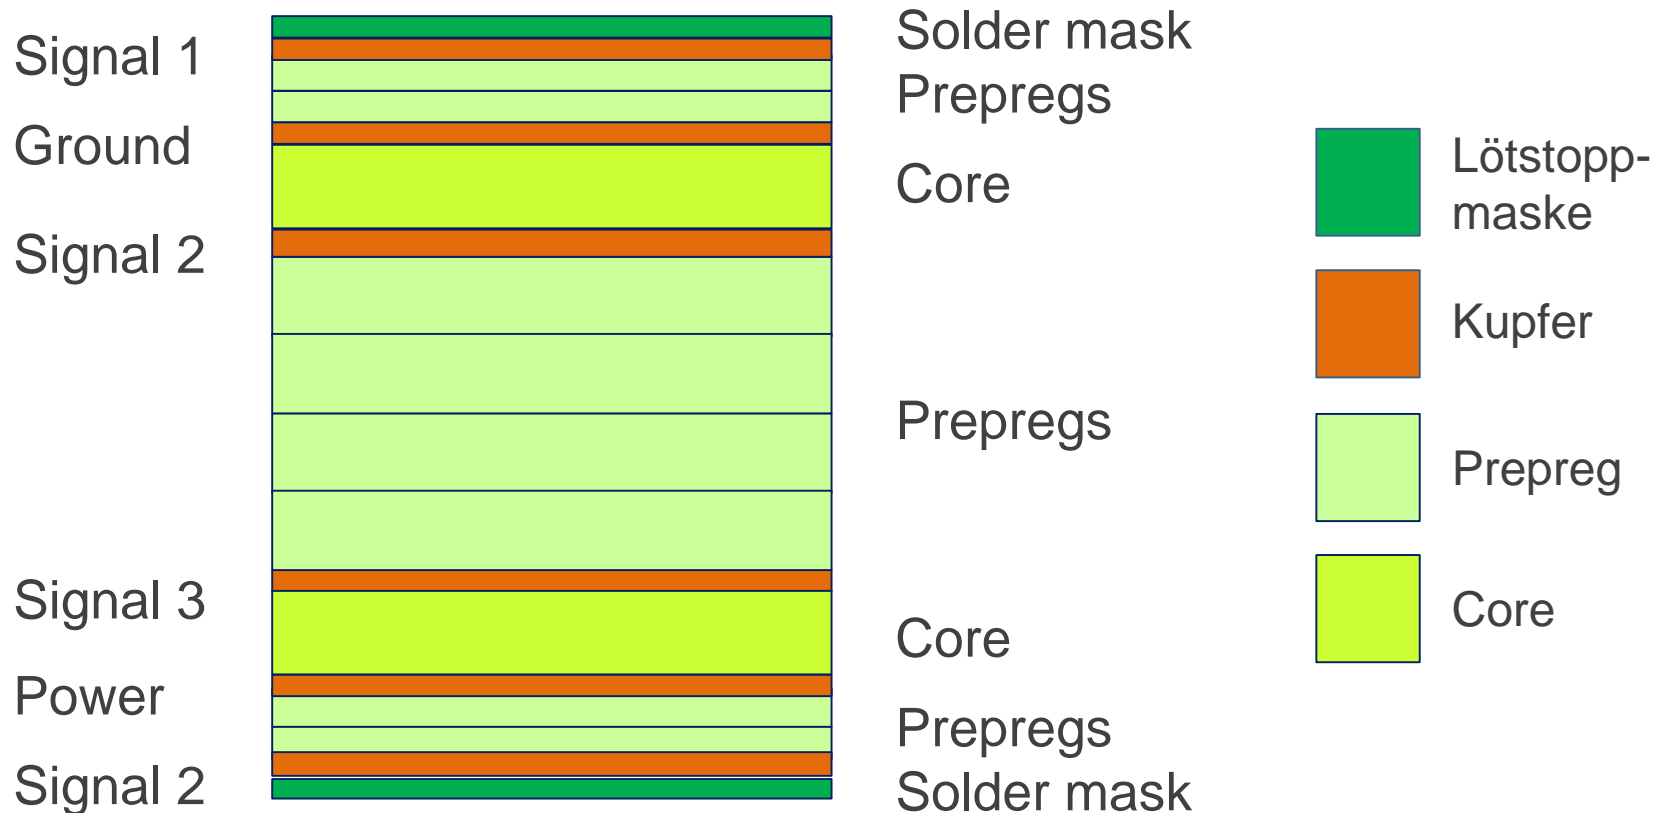 Signal 1
Ground
Signal 2
Signal 3
Power
Signal 2
Solder mask
Prepregs
Core
Prepregs
Core
Prepregs
Solder mask
Lötstopp-
maske
Kupfer
Prepreg
Core